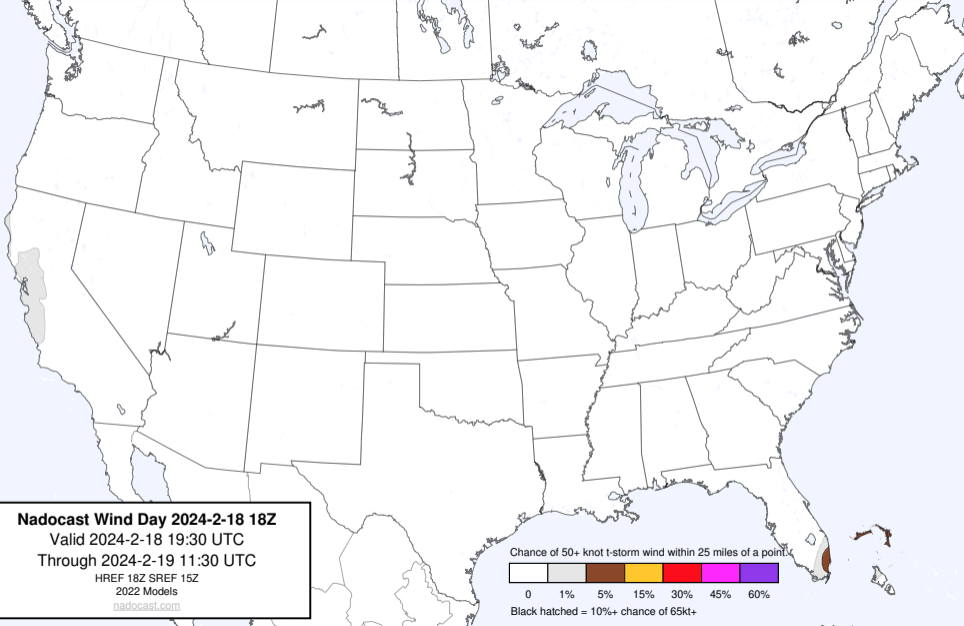 Nadocast Wind Day 2024-2-18 18Z
Valid 2024-2-18 19:30 UTC
Through 2024-2-19 11:30 UTC
HREF 18Z SREF 15Z
2022 Models
nadocast.com
Chance of 50+ knot t-storm wind within 25 miles of a point.
0 1% 5% 15% 30% 45% 60%
Black hatched = 10%+ chance of 65kt+